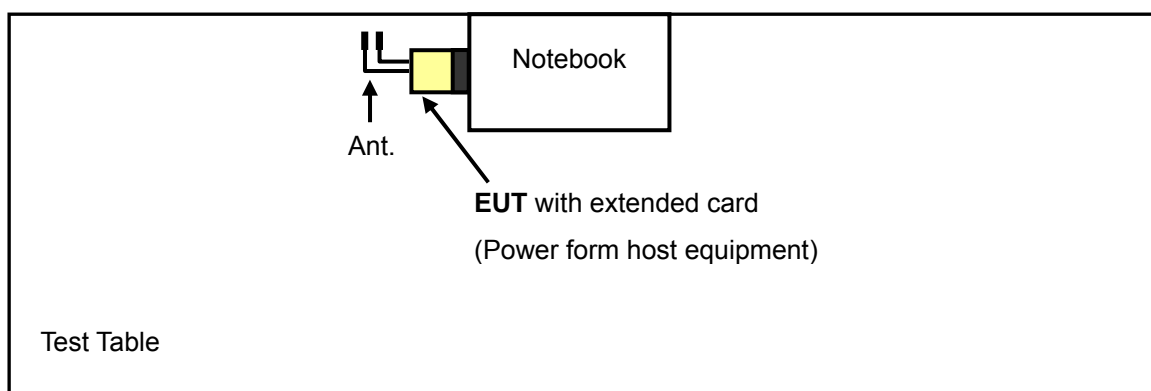 Notebook
Ant.
EUT with extended card
(Power form host equipment)
Test Table